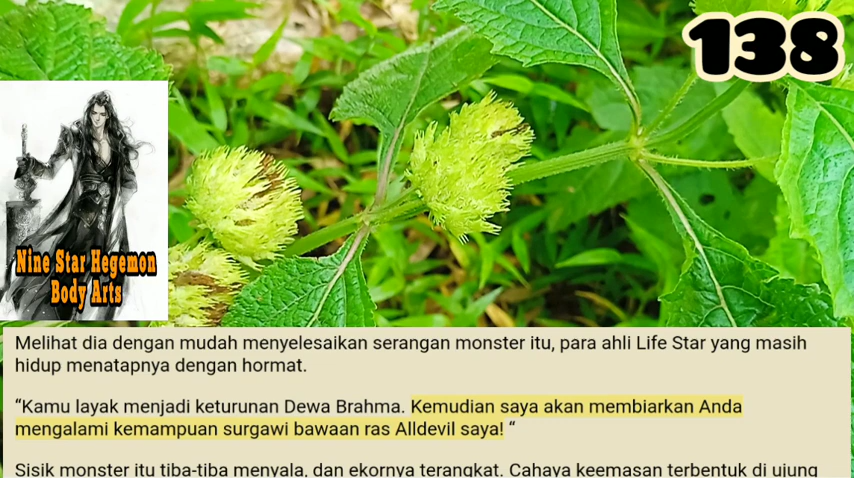 138
Nine Star Hegemon
Body Arts
Melihat dia dengan mudah menyelesaikan serangan monster itu, para ahli Life Star yang masih
hidup menatapnya dengan hormat.
“Kamu layak menjadi keturunan Dewa Brahma. Kemudian saya akan membiarkan Anda
mengalami kemampuan surgawi bawaan ras Alldevil saya! “
Sisik monster itu tiba-tiba menyala, dan ekornya terangkat. Cahaya keemasan terbentuk di ujung